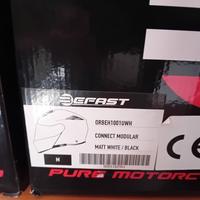 BEFAST
ORBEH1001UWH
CONNECT MODULAR
MATT WHITE / BLACK
M
CE
PURE MOTORC